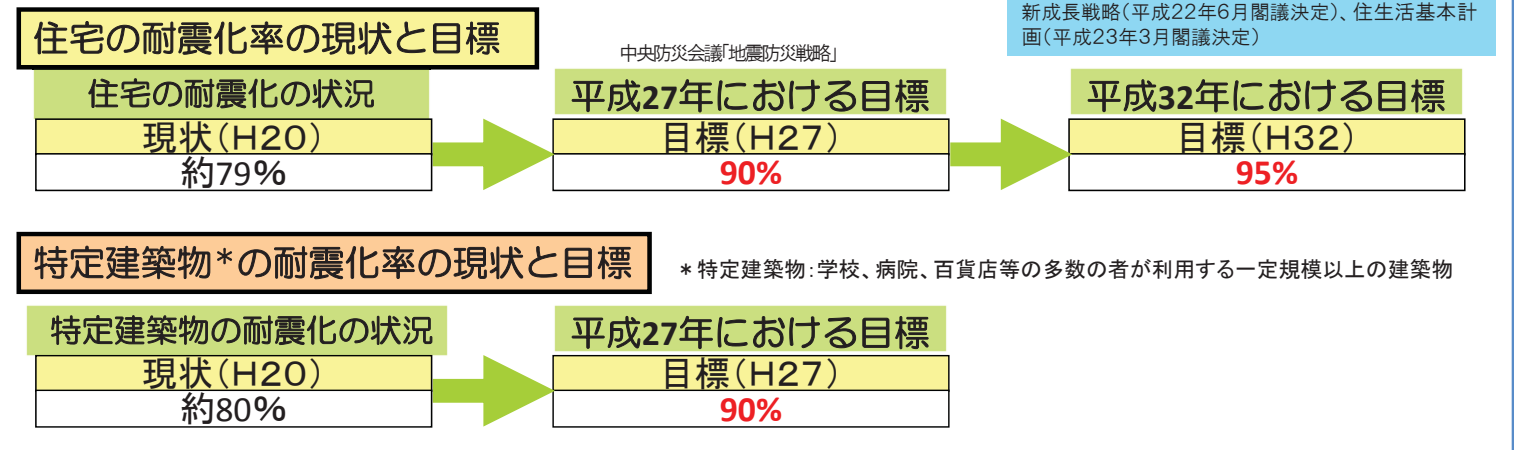 新成長戦略(平成22年6月閣議決定)、住生活基本計
画(平成23年3月閣議決定)
住宅の耐震化率の現状と目標
中央防災会議「地震防災戦略」
住宅の耐震化の状況
現状(H20)
約79%
平成27年における目標
目標(H27)
90%
平成32年における目標
目標(H32)
95%
特定建築物*の耐震化率の現状と目標
*特定建築物:学校、病院、百貨店等の多数の者が利用する一定規模以上の建築物
特定建築物の耐震化の状況
現状(H20)
約80%
平成27年における目標
目標(H27)
90%